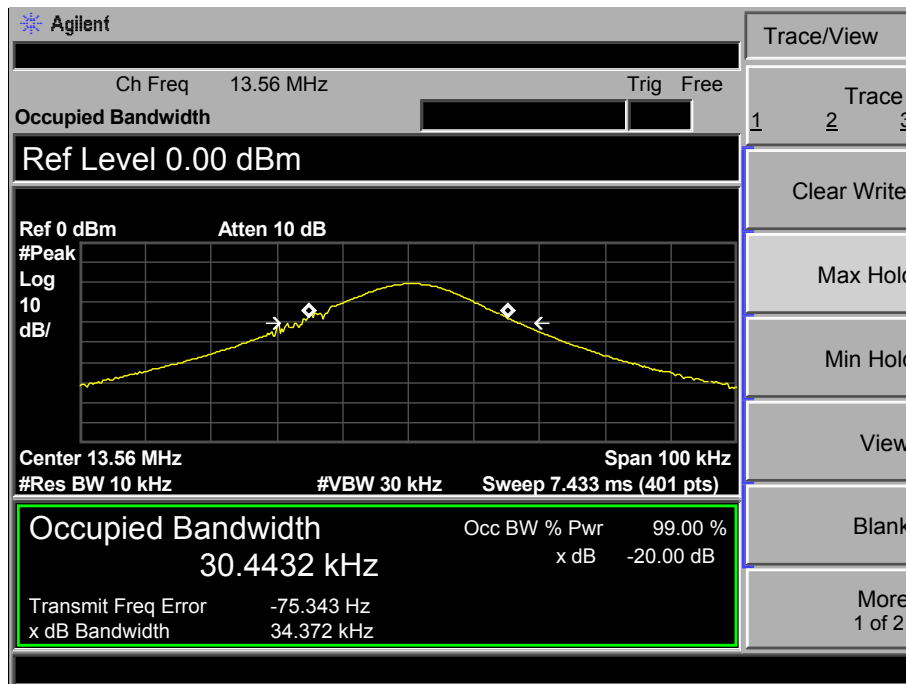 Agilent
Trace/View
Ch Freq 13.56 MHz Trig Free
Occupied Bandwidth
Trace
1 2 3
Ref Level 0.00 dBm
Clear Write
Ref 0 dBm Atten 10 dB
#Peak
Log
10
dB/
Max Hold
Min Hold
View
Center 13.56 MHz Span 100 kHz
#Res BW 10 kHz #VBW 30 kHz Sweep 7.433 ms (401 pts)
Occupied Bandwidth
30.4432 kHz
Occ BW % Pwr 99.00 %
x dB -20.00 dB
Transmit Freq Error -75.343 Hz
x dB Bandwidth 34.372 kHz
Blank
More
1 of 2